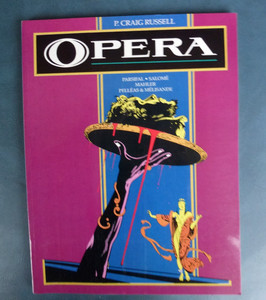 P. CRAIG RUSSELL
OPERA
PARSIFAL • SALOMÉ
MAHLER
PELLÉAS & MÉLISANDE